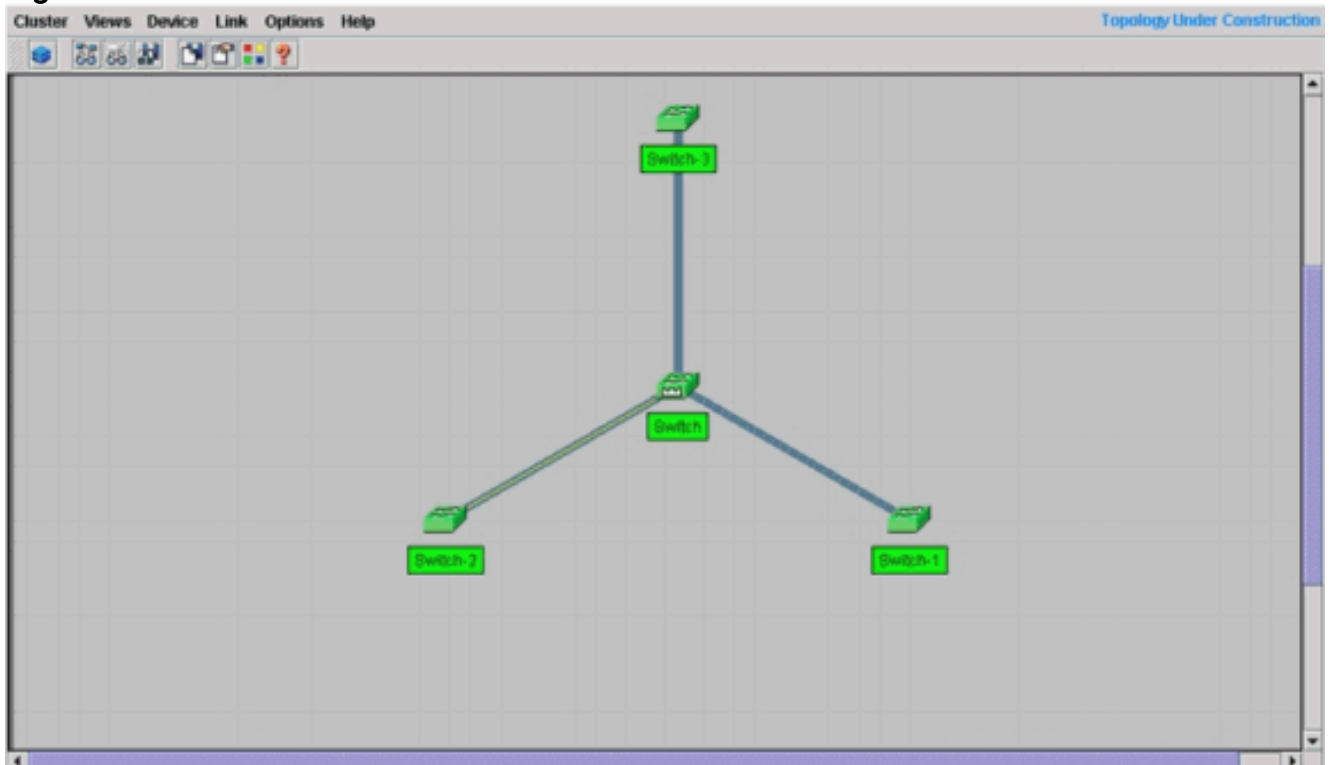 Cluster Views Device Link Options Help
Topology Under Construction
Switch-3
Switch
Switch-2
Switch-1